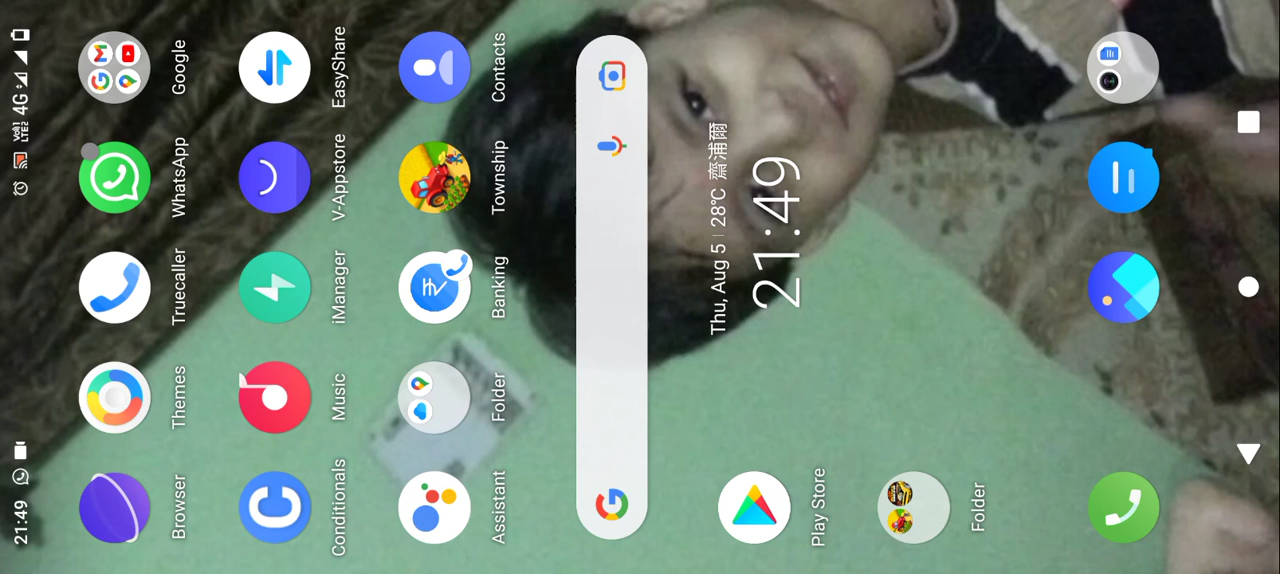 21:49
VoLTE2 4G
Browser
Themes
Truecaller
WhatsApp
Google
C
Conditionals
Music
iManager
V-Appstore
EasyShare
Assistant
Folder
Banking
Township
Contacts
Thu, Aug 5 | 28°C 齋浦爾
21:49
Play Store
Folder